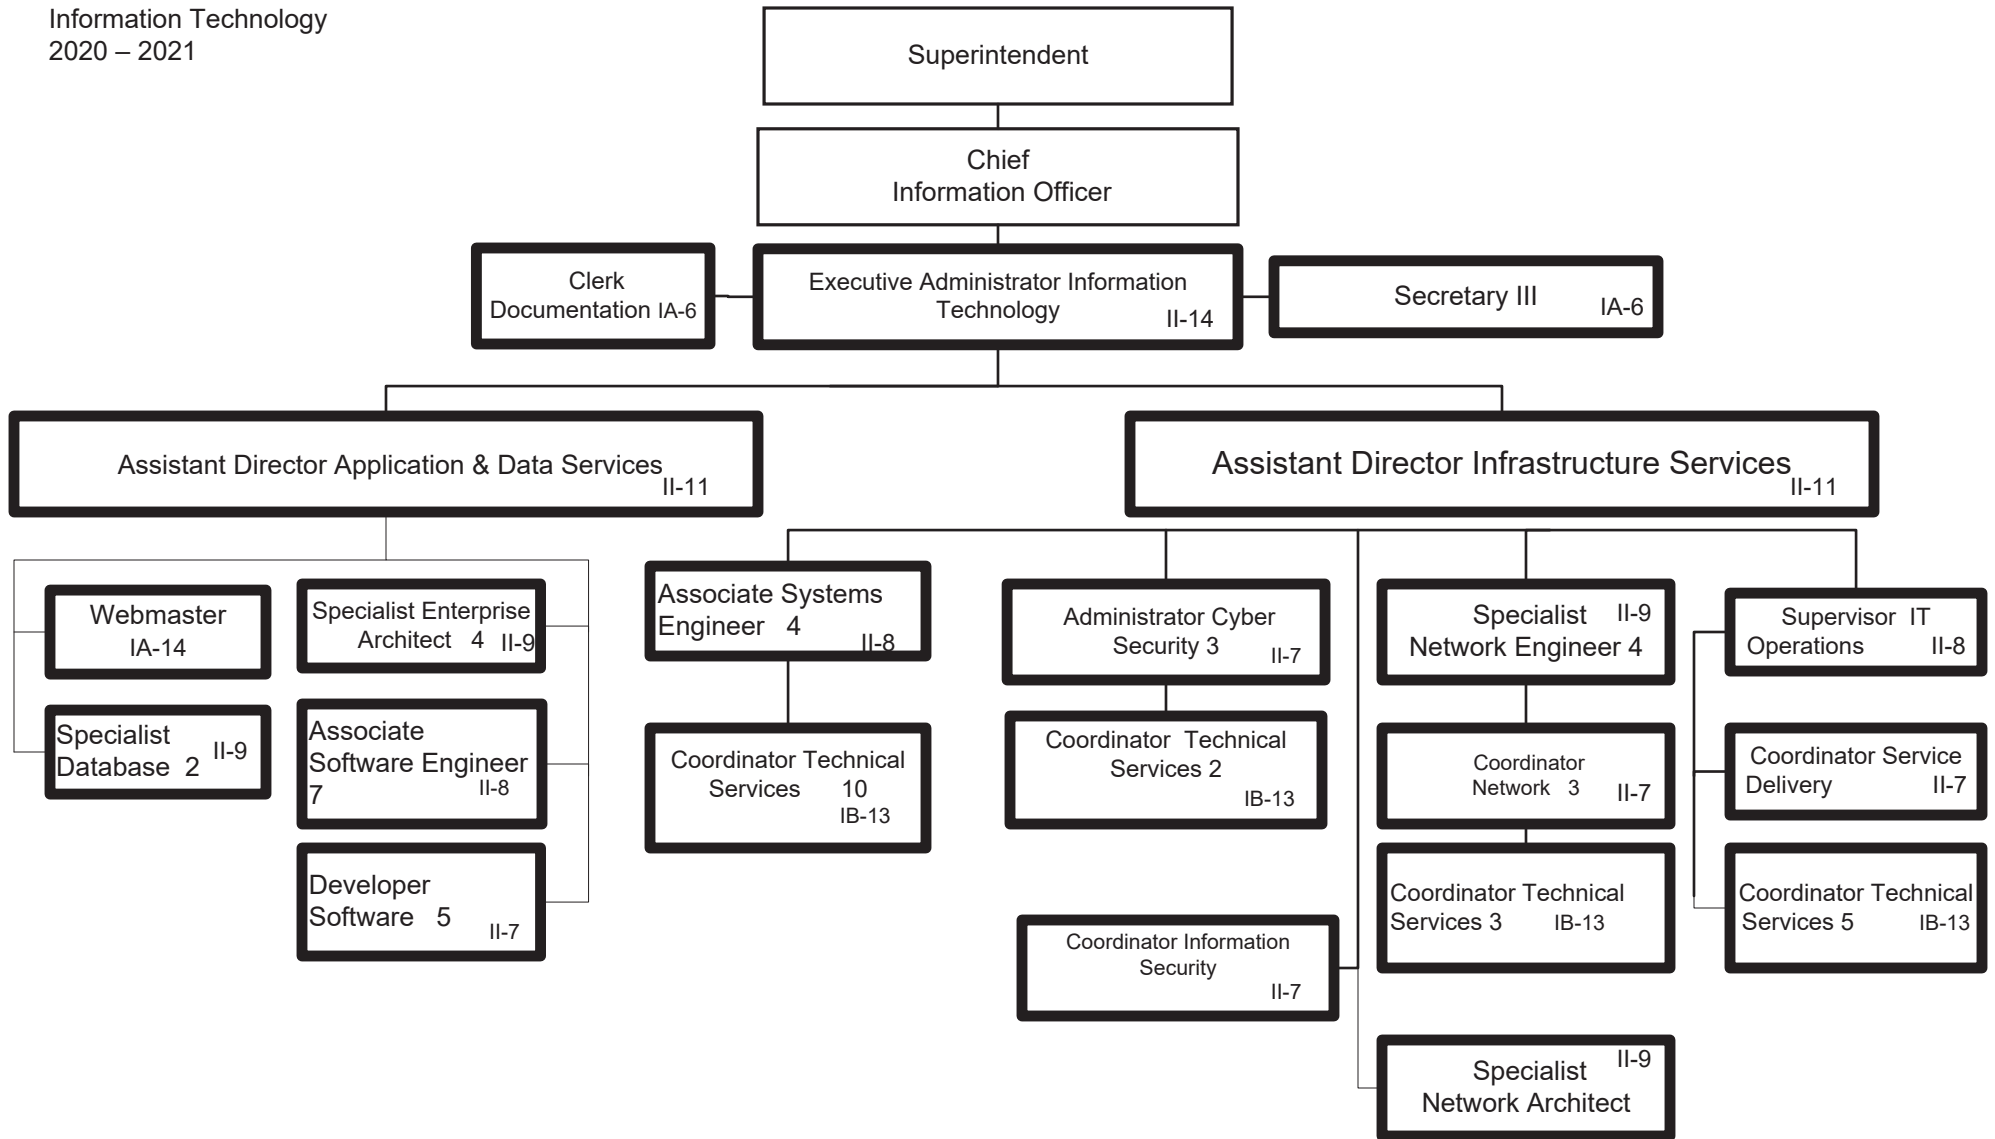 Information Technology
2020 – 2021
Superintendent
Chief
Information Officer
Clerk
Documentation IA-6
Executive Administrator Information
Technology
II-14
Secretary III
IA-6
Assistant Director Application & Data Services
II-11
Assistant Director Infrastructure Services
II-11
Webmaster
IA-14
Specialist
Database 2 II-9
Specialist Enterprise
Architect 4 II-9
Associate
Software Engineer
7 II-8
Developer
Software 5
II-7
Associate Systems
Engineer 4
II-8
Coordinator Technical
Services 10
IB-13
Administrator Cyber
Security 3
II-7
Coordinator Technical
Services 2
IB-13
Coordinator Information
Security
II-7
Specialist II-9
Network Engineer 4
Coordinator
Network 3 II-7
Coordinator Technical
Services 3 IB-13
Specialist II-9
Network Architect
Supervisor IT
Operations II-8
Coordinator Service
Delivery II-7
Coordinator Technical
Services 5 IB-13